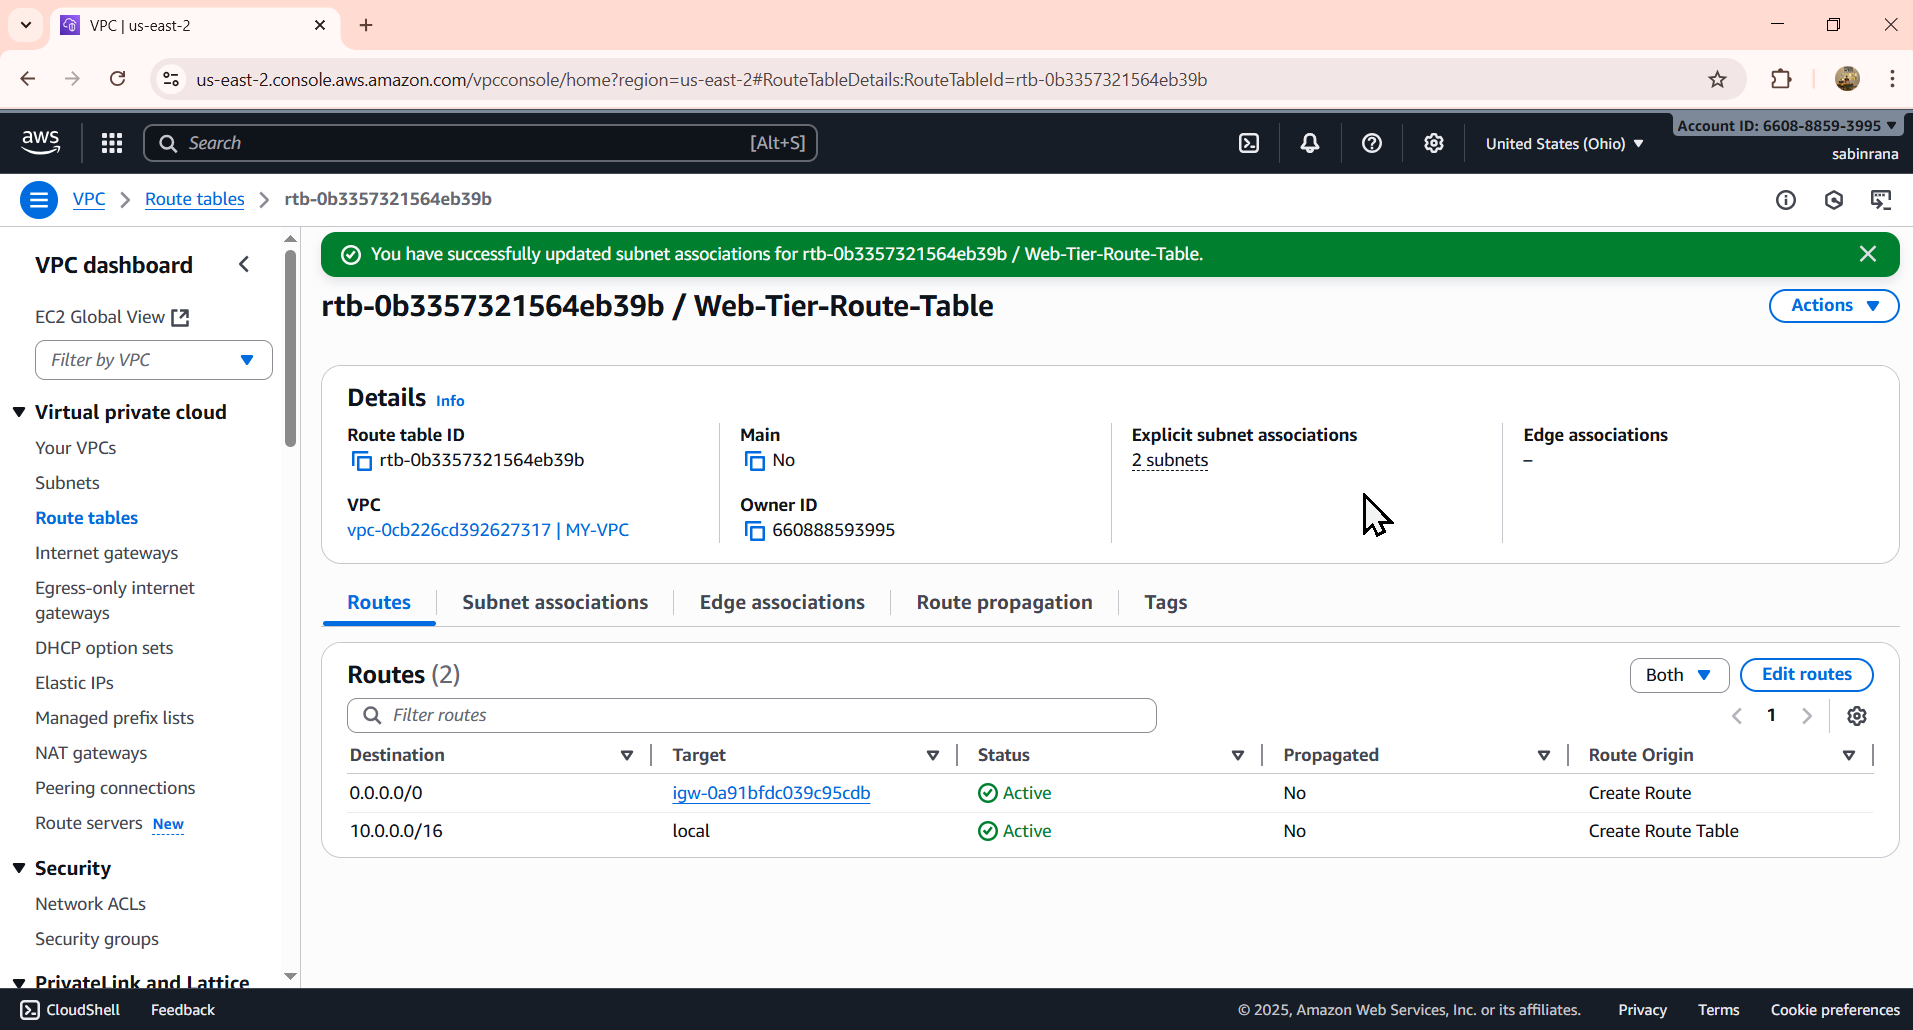 VPC | us-east-2
us-east-2.console.aws.amazon.com/vpcconsole/home?region=us-east-2#RouteTableDetails:RouteTableId=rtb-0b3357321564eb39b
aws
Search
[Alt+S]
United States (Ohio)
Account ID: 6608-8859-3995
sabinrana
VPC
Route tables
rtb-0b3357321564eb39b
VPC dashboard
EC2 Global View
Filter by VPC
Virtual private cloud
Your VPCs
Subnets
Route tables
Internet gateways
Egress-only internet
gateways
DHCP option sets
Elastic IPs
Managed prefix lists
NAT gateways
Peering connections
Route servers New
Security
Network ACLs
Security groups
PrivateLink and Lattice
You have successfully updated subnet associations for rtb-0b3357321564eb39b / Web-Tier-Route-Table.
rtb-0b3357321564eb39b / Web-Tier-Route-Table
Actions
Details Info
Route table ID
rtb-0b3357321564eb39b
Main
No
Explicit subnet associations
2 subnets
Edge associations
–
VPC
vpc-0cb226cd392627317 | MY-VPC
Owner ID
660888593995
Routes
Subnet associations
Edge associations
Route propagation
Tags
Routes (2)
Both
Edit routes
Filter routes
1
Destination Target Status Propagated Route Origin
0.0.0.0/0 igw-0a91bfdc039c95cdb Active No Create Route
10.0.0.0/16 local Active No Create Route Table
CloudShell
Feedback
© 2025, Amazon Web Services, Inc. or its affiliates.
Privacy
Terms
Cookie preferences